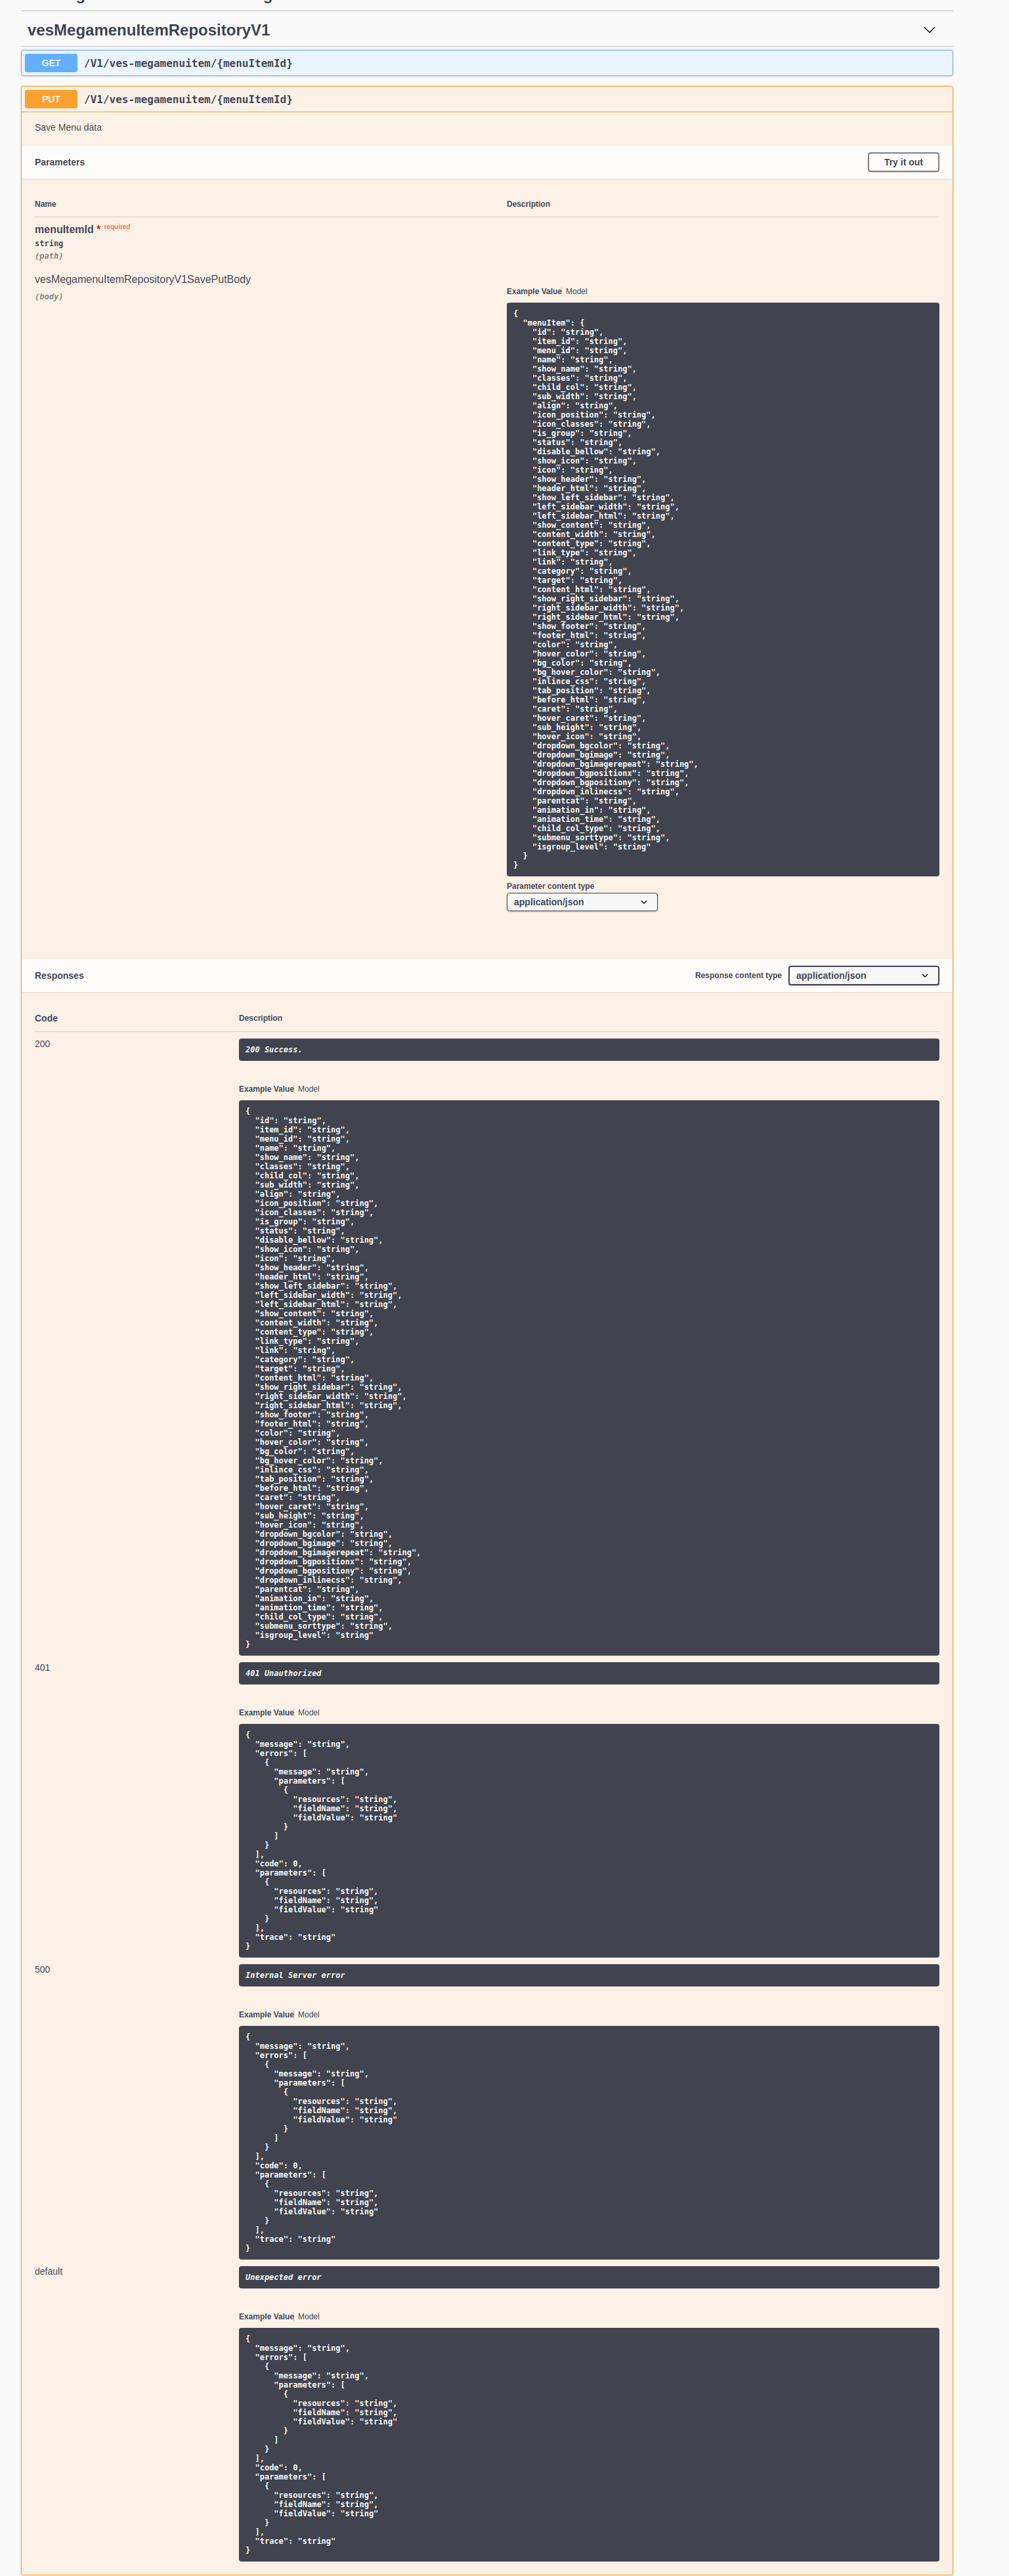 vesMegamenuItemRepositoryV1
GET /V1/ves-megamenuitem/{menuItemId}
PUT /V1/ves-megamenuitem/{menuItemId}
Save Menu data
Parameters
Try it out
Name
Description
menuItemId * required
string
(path)
vesMegamenuItemRepositoryV1SavePutBody
(body)
Example Value Model
{
  "menuItem": {
    "id": "string",
    "item_id": "string",
    "menu_id": "string",
    "name": "string",
    "show_name": "string",
    "classes": "string",
    "child_col": "string",
    "sub_width": "string",
    "align": "string",
    "icon_position": "string",
    "icon_classes": "string",
    "is_group": "string",
    "status": "string",
    "disable_bellow": "string",
    "show_icon": "string",
    "icon": "string",
    "show_header": "string",
    "header_html": "string",
    "show_left_sidebar": "string",
    "left_sidebar_width": "string",
    "left_sidebar_html": "string",
    "show_content": "string",
    "content_width": "string",
    "content_type": "string",
    "link_type": "string",
    "link": "string",
    "category": "string",
    "target": "string",
    "content_html": "string",
    "show_right_sidebar": "string",
    "right_sidebar_width": "string",
    "right_sidebar_html": "string",
    "show_footer": "string",
    "footer_html": "string",
    "color": "string",
    "hover_color": "string",
    "bg_color": "string",
    "bg_hover_color": "string",
    "inlince_css": "string",
    "tab_position": "string",
    "before_html": "string",
    "caret": "string",
    "hover_caret": "string",
    "sub_height": "string",
    "hover_icon": "string",
    "dropdown_bgcolor": "string",
    "dropdown_bgimage": "string",
    "dropdown_bgimagerepeat": "string",
    "dropdown_bgpositionx": "string",
    "dropdown_bgpositiony": "string",
    "dropdown_inlinecss": "string",
    "parentcat": "string",
    "animation_in": "string",
    "animation_time": "string",
    "child_col_type": "string",
    "submenu_sorttype": "string",
    "isgroup_level": "string"
  }
}
Parameter content type
application/json
Responses
Response content type
application/json
Code
Description
200
200 Success.
Example Value Model
{
  "id": "string",
  "item_id": "string",
  "menu_id": "string",
  "name": "string",
  "show_name": "string",
  "classes": "string",
  "child_col": "string",
  "sub_width": "string",
  "align": "string",
  "icon_position": "string",
  "icon_classes": "string",
  "is_group": "string",
  "status": "string",
  "disable_bellow": "string",
  "show_icon": "string",
  "icon": "string",
  "show_header": "string",
  "header_html": "string",
  "show_left_sidebar": "string",
  "left_sidebar_width": "string",
  "left_sidebar_html": "string",
  "show_content": "string",
  "content_width": "string",
  "content_type": "string",
  "link_type": "string",
  "link": "string",
  "category": "string",
  "target": "string",
  "content_html": "string",
  "show_right_sidebar": "string",
  "right_sidebar_width": "string",
  "right_sidebar_html": "string",
  "show_footer": "string",
  "footer_html": "string",
  "color": "string",
  "hover_color": "string",
  "bg_color": "string",
  "bg_hover_color": "string",
  "inlince_css": "string",
  "tab_position": "string",
  "before_html": "string",
  "caret": "string",
  "hover_caret": "string",
  "sub_height": "string",
  "hover_icon": "string",
  "dropdown_bgcolor": "string",
  "dropdown_bgimage": "string",
  "dropdown_bgimagerepeat": "string",
  "dropdown_bgpositionx": "string",
  "dropdown_bgpositiony": "string",
  "dropdown_inlinecss": "string",
  "parentcat": "string",
  "animation_in": "string",
  "animation_time": "string",
  "child_col_type": "string",
  "submenu_sorttype": "string",
  "isgroup_level": "string"
}
401
401 Unauthorized
Example Value Model
{
  "message": "string",
  "errors": [
    {
      "message": "string",
      "parameters": [
        {
          "resources": "string",
          "fieldName": "string",
          "fieldValue": "string"
        }
      ]
    }
  ],
  "code": 0,
  "parameters": [
    {
      "resources": "string",
      "fieldName": "string",
      "fieldValue": "string"
    }
  ],
  "trace": "string"
}
500
Internal Server error
Example Value Model
{
  "message": "string",
  "errors": [
    {
      "message": "string",
      "parameters": [
        {
          "resources": "string",
          "fieldName": "string",
          "fieldValue": "string"
        }
      ]
    }
  ],
  "code": 0,
  "parameters": [
    {
      "resources": "string",
      "fieldName": "string",
      "fieldValue": "string"
    }
  ],
  "trace": "string"
}
default
Unexpected error
Example Value Model
{
  "message": "string",
  "errors": [
    {
      "message": "string",
      "parameters": [
        {
          "resources": "string",
          "fieldName": "string",
          "fieldValue": "string"
        }
      ]
    }
  ],
  "code": 0,
  "parameters": [
    {
      "resources": "string",
      "fieldName": "string",
      "fieldValue": "string"
    }
  ],
  "trace": "string"
}